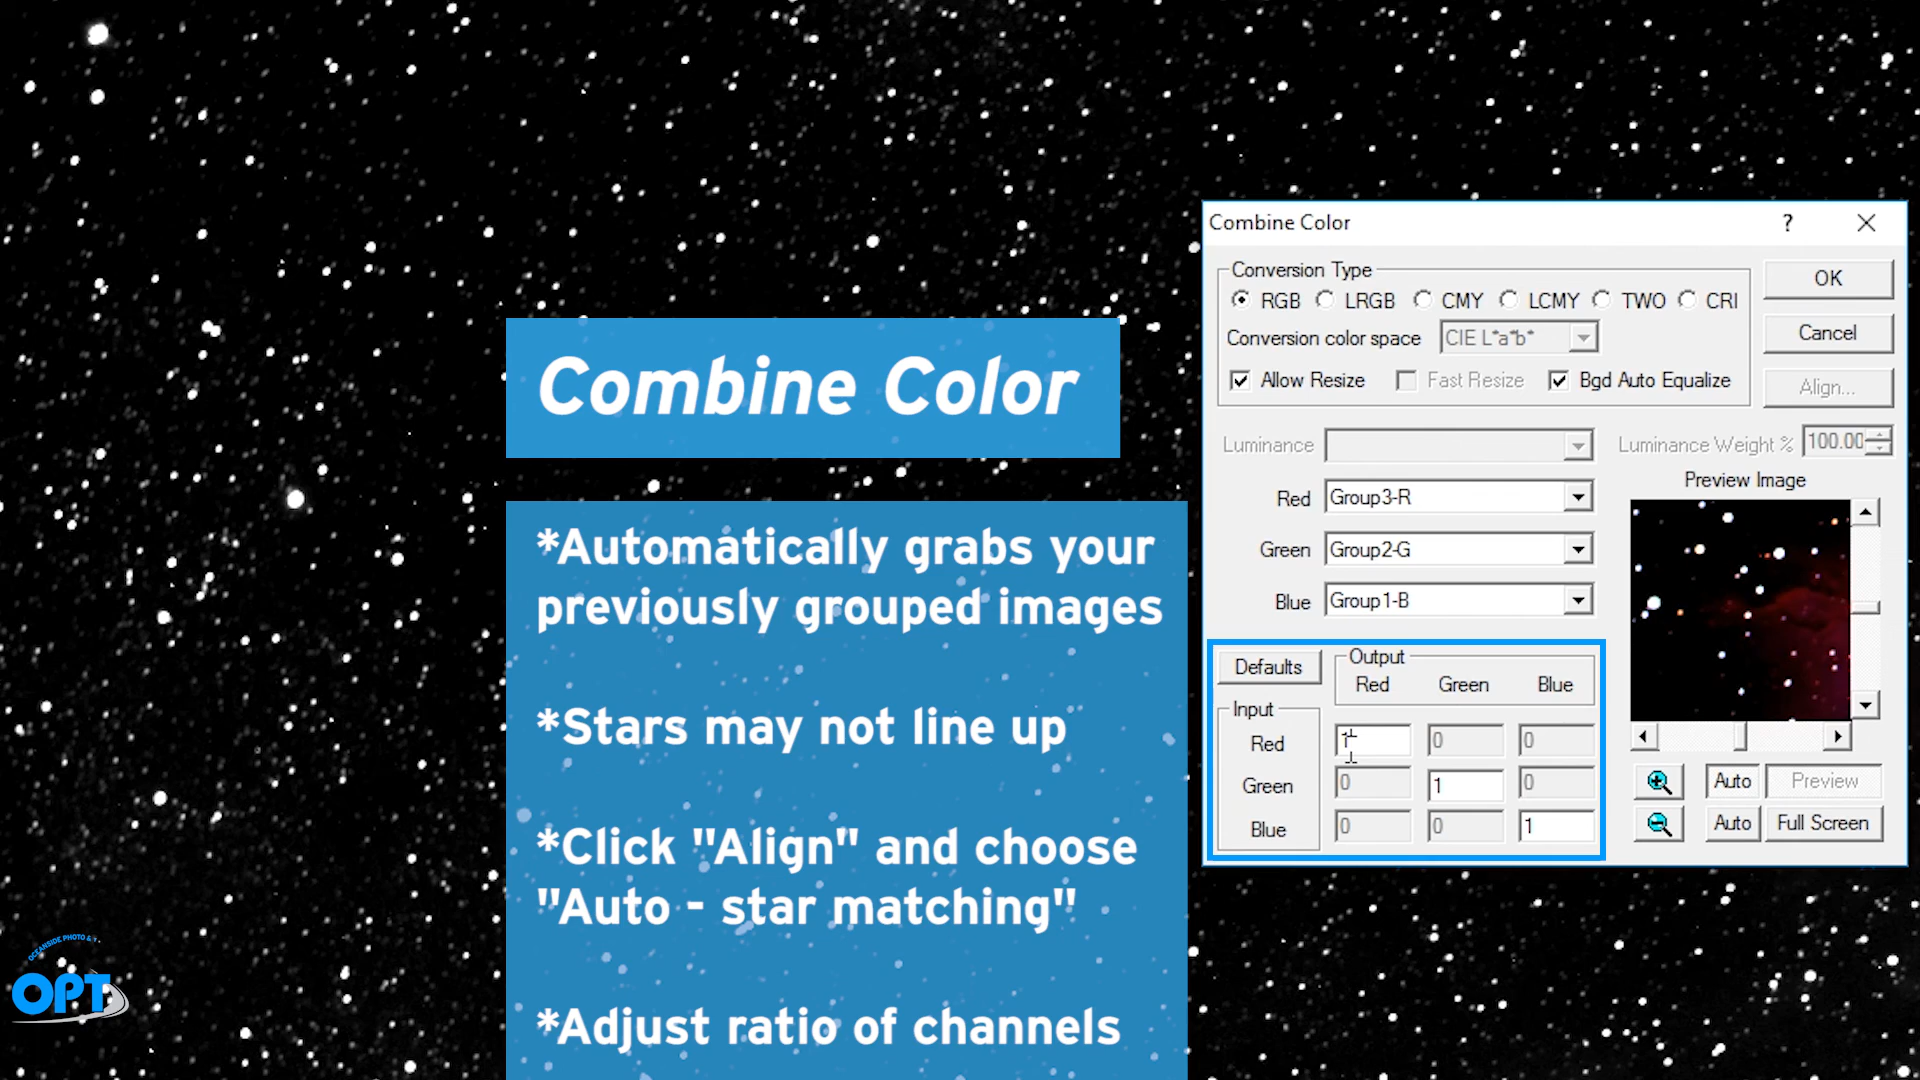 Combine Color
*Automatically grabs your
previously grouped images
*Stars may not line up
*Click "Align" and choose
"Auto - star matching"
*Adjust ratio of channels
OCEANSIDE PHOTO & T
OPT
Combine Color ?
Conversion Type
RGB LRGB CMY LCMY TWO CRI
Conversion color space CIE L*a*b*
Allow Resize Fast Resize Bgd Auto Equalize
OK
Cancel
Align...
Luminance
Luminance Weight % 100.00
Red Group3-R
Green Group2-G
Blue Group1-B
Preview Image
Defaults
Output
Red Green Blue
Input
Red 1 0 0
Green 0 1 0
Blue 0 0 1
Auto Preview
Auto Full Screen